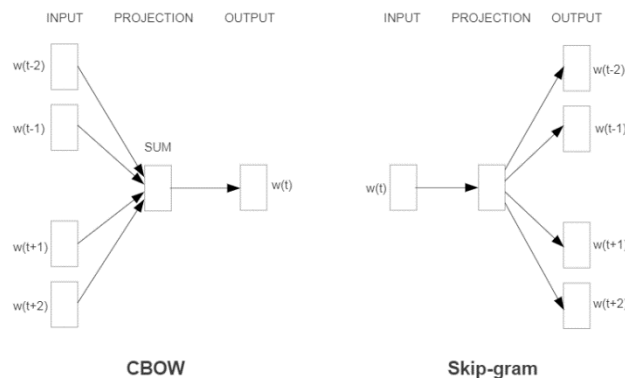 INPUT PROJECTION OUTPUT
w(t-2)
w(t-1)
SUM
w(t)
w(t+1)
w(t+2)
CBOW
INPUT PROJECTION OUTPUT
w(t-2)
w(t-1)
w(t)
w(t+1)
w(t+2)
Skip-gram